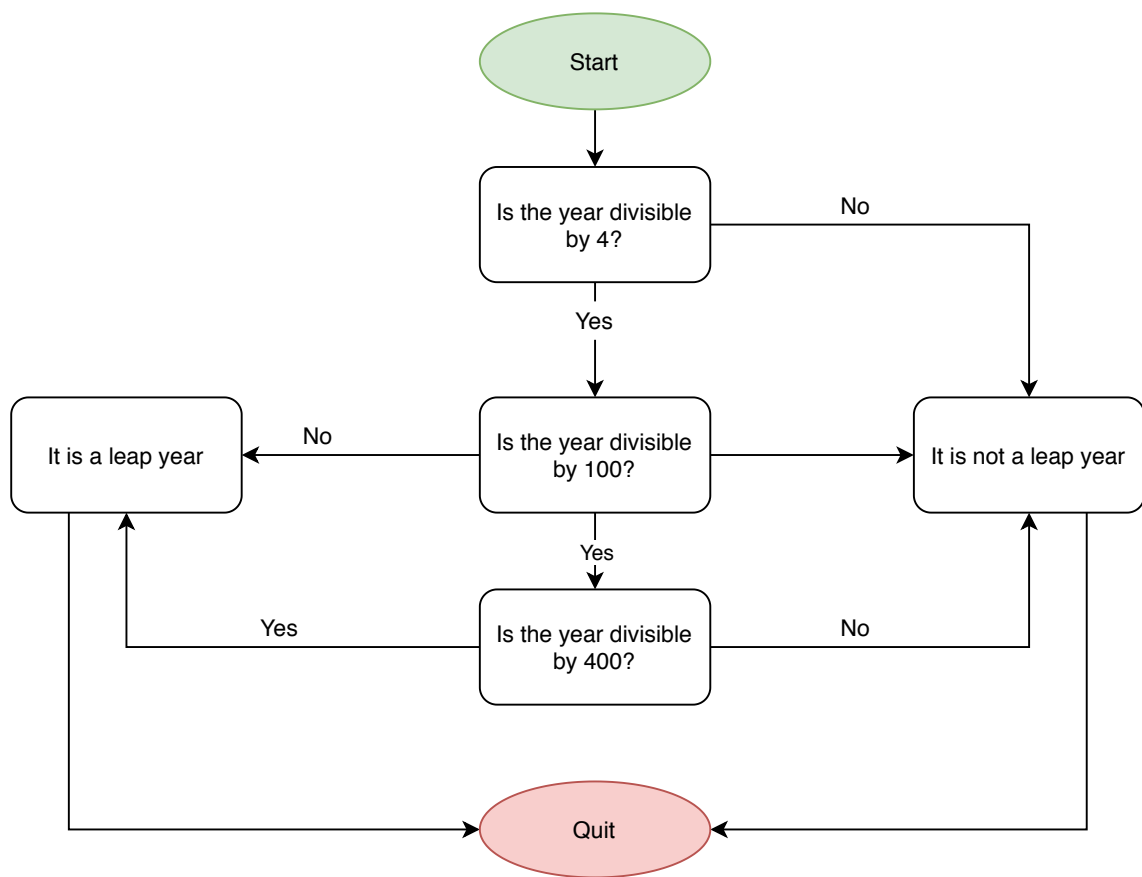 Start
Is the year divisible
by 4?
No
Yes
It is a leap year
No
Is the year divisible
by 100?
It is not a leap year
Yes
Yes
Is the year divisible
by 400?
No
Quit